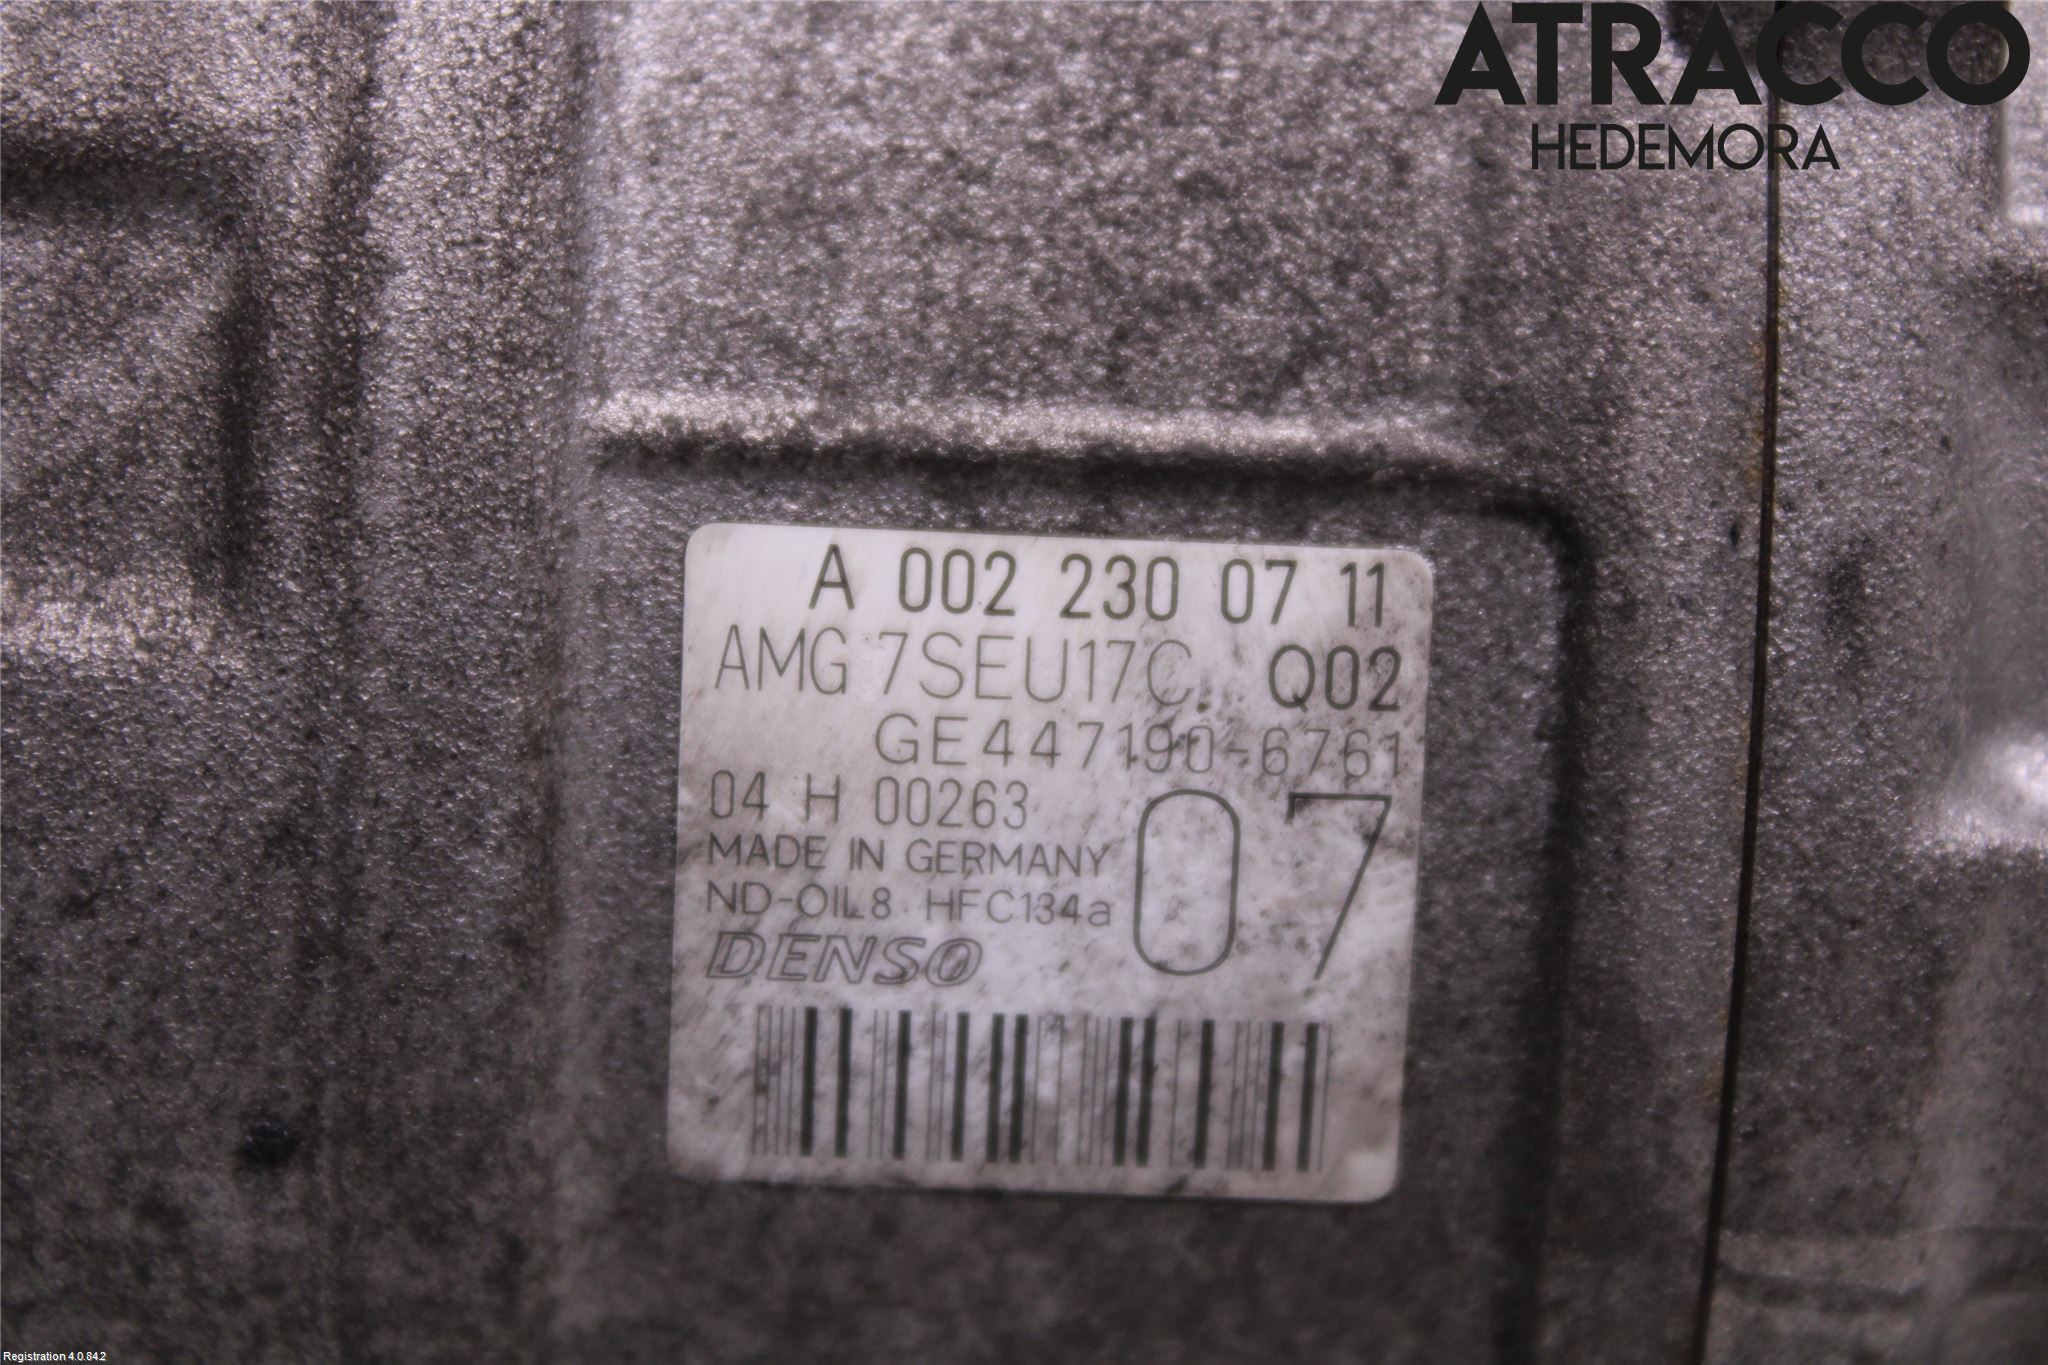 ATRACCO
HEDEMORA
A 002 230 07 11
AMG 7SEU17C Q02
GE447190-6761
04 H 00263
07
MADE IN GERMANY
ND-OIL8 HFC134a
DENSO
Registration 4.0.84.2